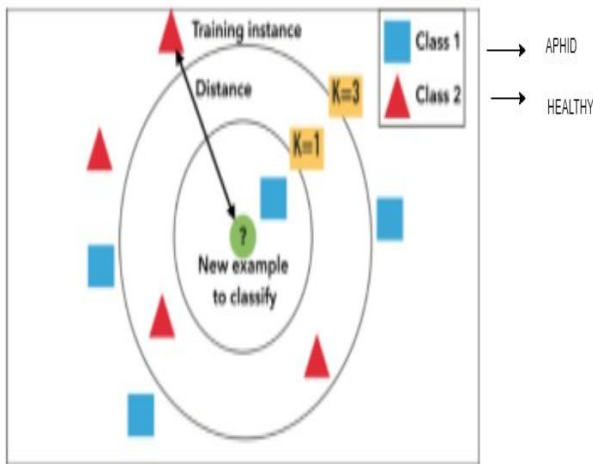 Training instance
Distance
K=3
K=1
?
New example
to classify
Class 1
APHID
Class 2
HEALTHY